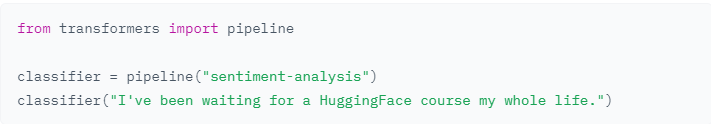 from transformers import pipeline
classifier = pipeline("sentiment-analysis")
classifier("I've been waiting for a HuggingFace course my whole life.")